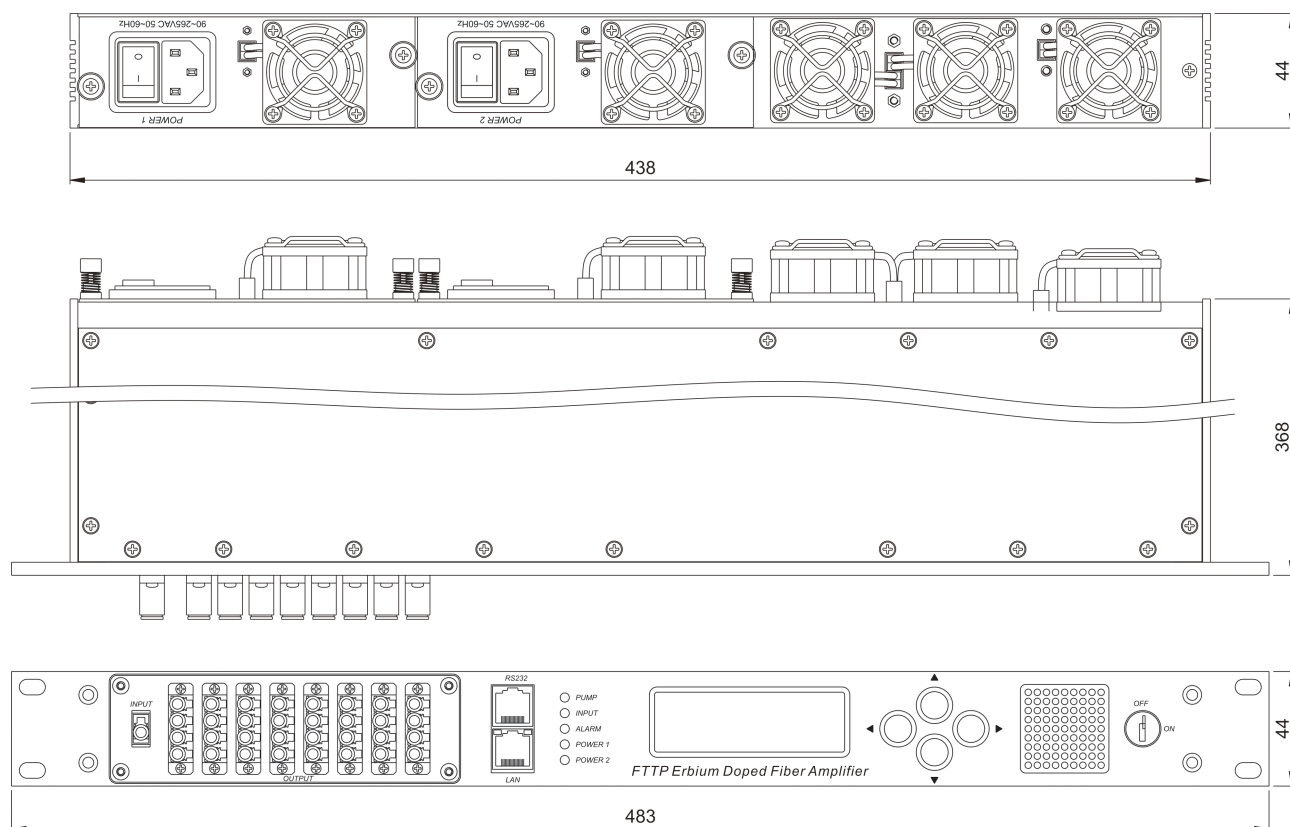 90~265VAC 50~60Hz
90~265VAC 50~60Hz
POWER 1
POWER 2
44
438
368
RS232
INPUT
PUMP
INPUT
ALARM
POWER 1
POWER 2
OUTPUT
LAN
FTTP Erbium Doped Fiber Amplifier
OFF
ON
44
483